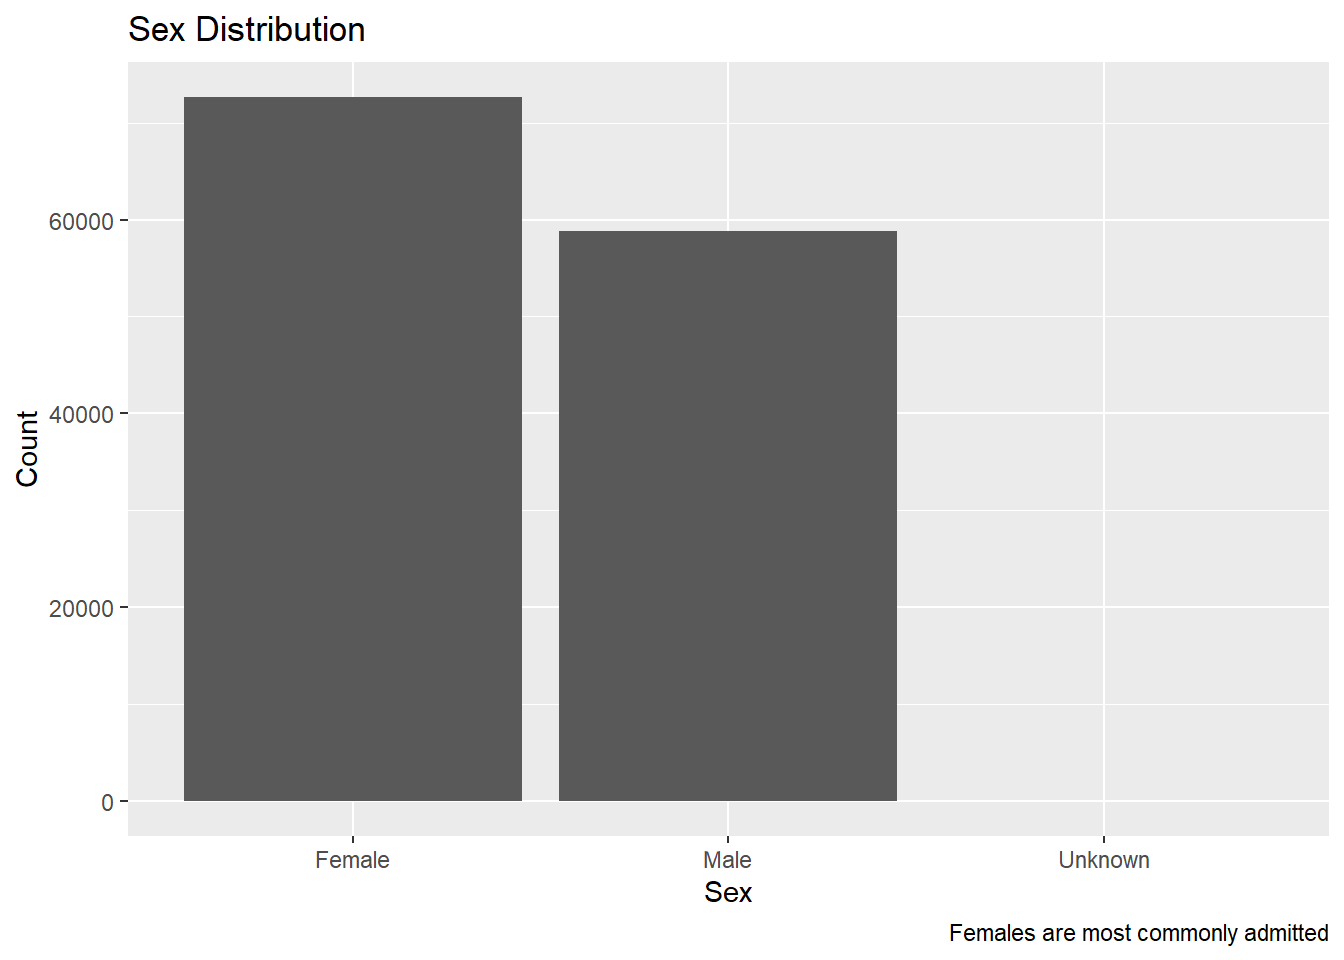 Sex Distribution
60000
40000
20000
0
Count
Female
Male
Unknown
Sex
Females are most commonly admitted